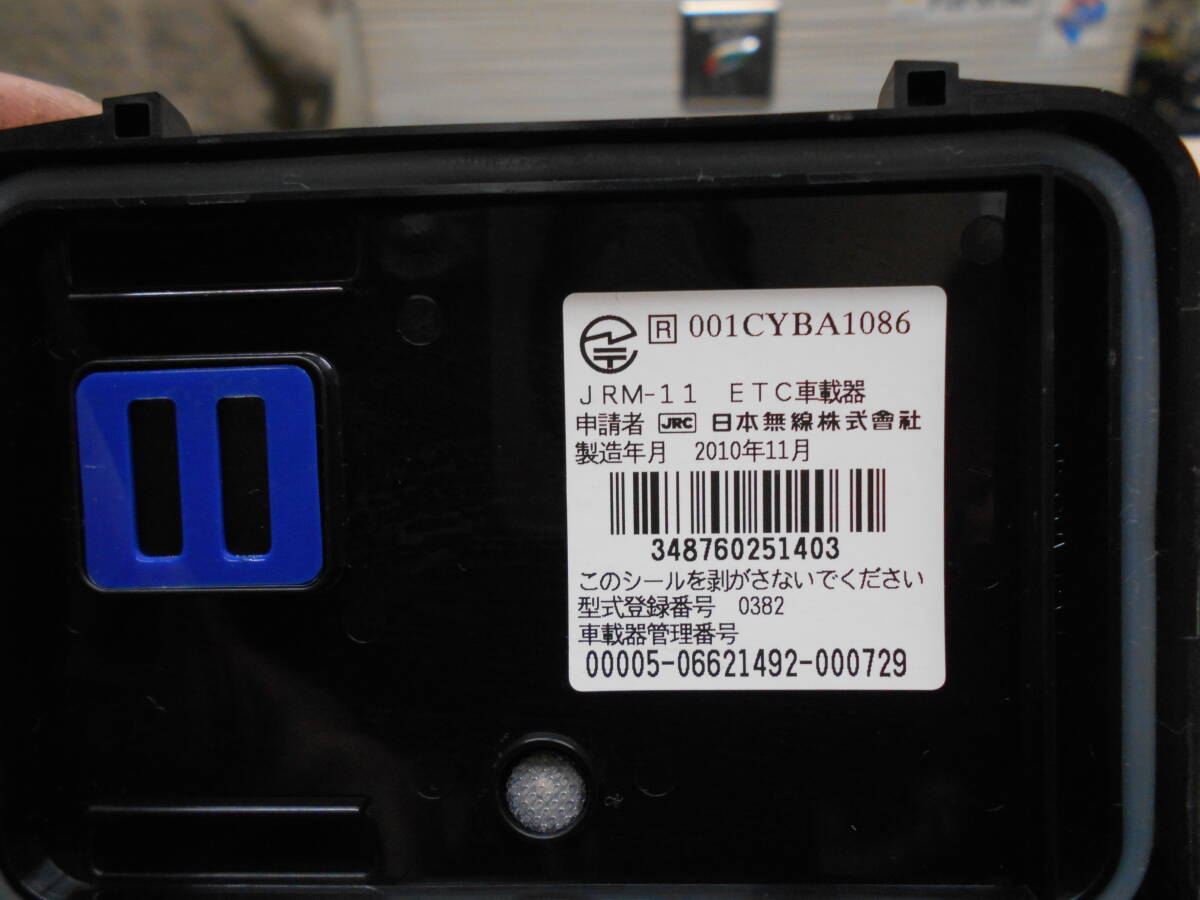 R 001CYBA1086
JRM-11 ETC車載器
申請者 JRC 日本無線株式會社
製造年月 2010年11月
348760251403
このシールを剥がさないでください
型式登録番号 0382
車載器管理番号
00005-06621492-000729